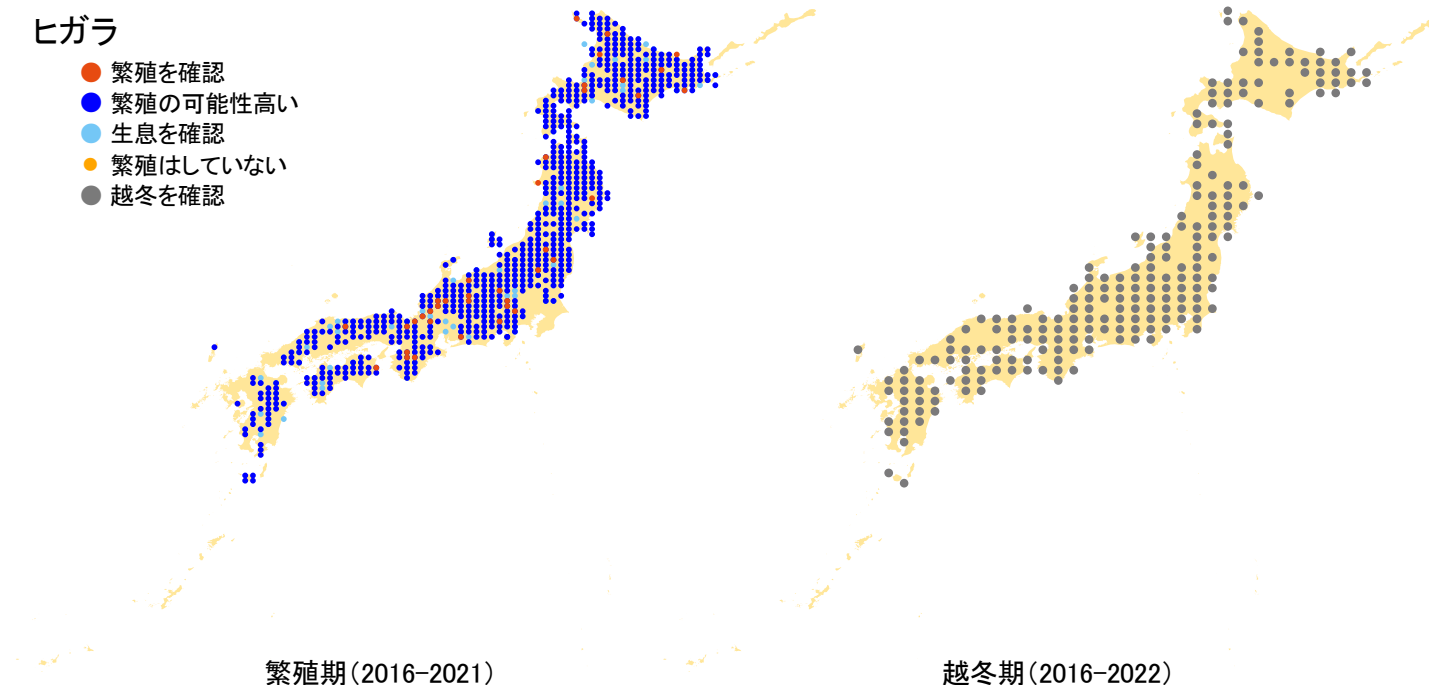 ヒガラ
繁殖を確認
繁殖の可能性高い
生息を確認
繁殖はしていない
越冬を確認
繁殖期(2016-2021)
越冬期(2016-2022)